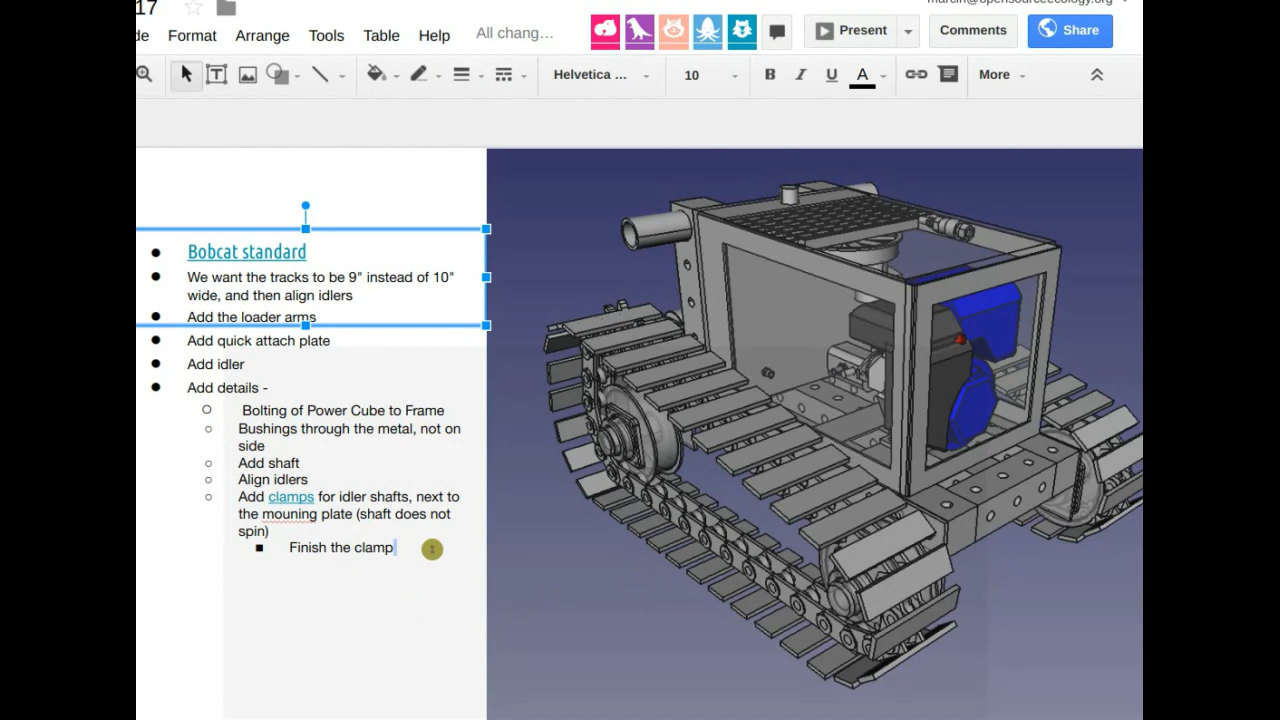 17
marcin@opensourceecology.org
de Format Arrange Tools Table Help All chang... Present Comments Share
T Helvetica ... 10 B I U A More
Bobcat standard
We want the tracks to be 9" instead of 10"
wide, and then align idlers
Add the loader arms
Add quick attach plate
Add idler
Add details -
Bolting of Power Cube to Frame
Bushings through the metal, not on
side
Add shaft
Align idlers
Add clamps for idler shafts, next to
the mouning plate (shaft does not
spin)
Finish the clamp